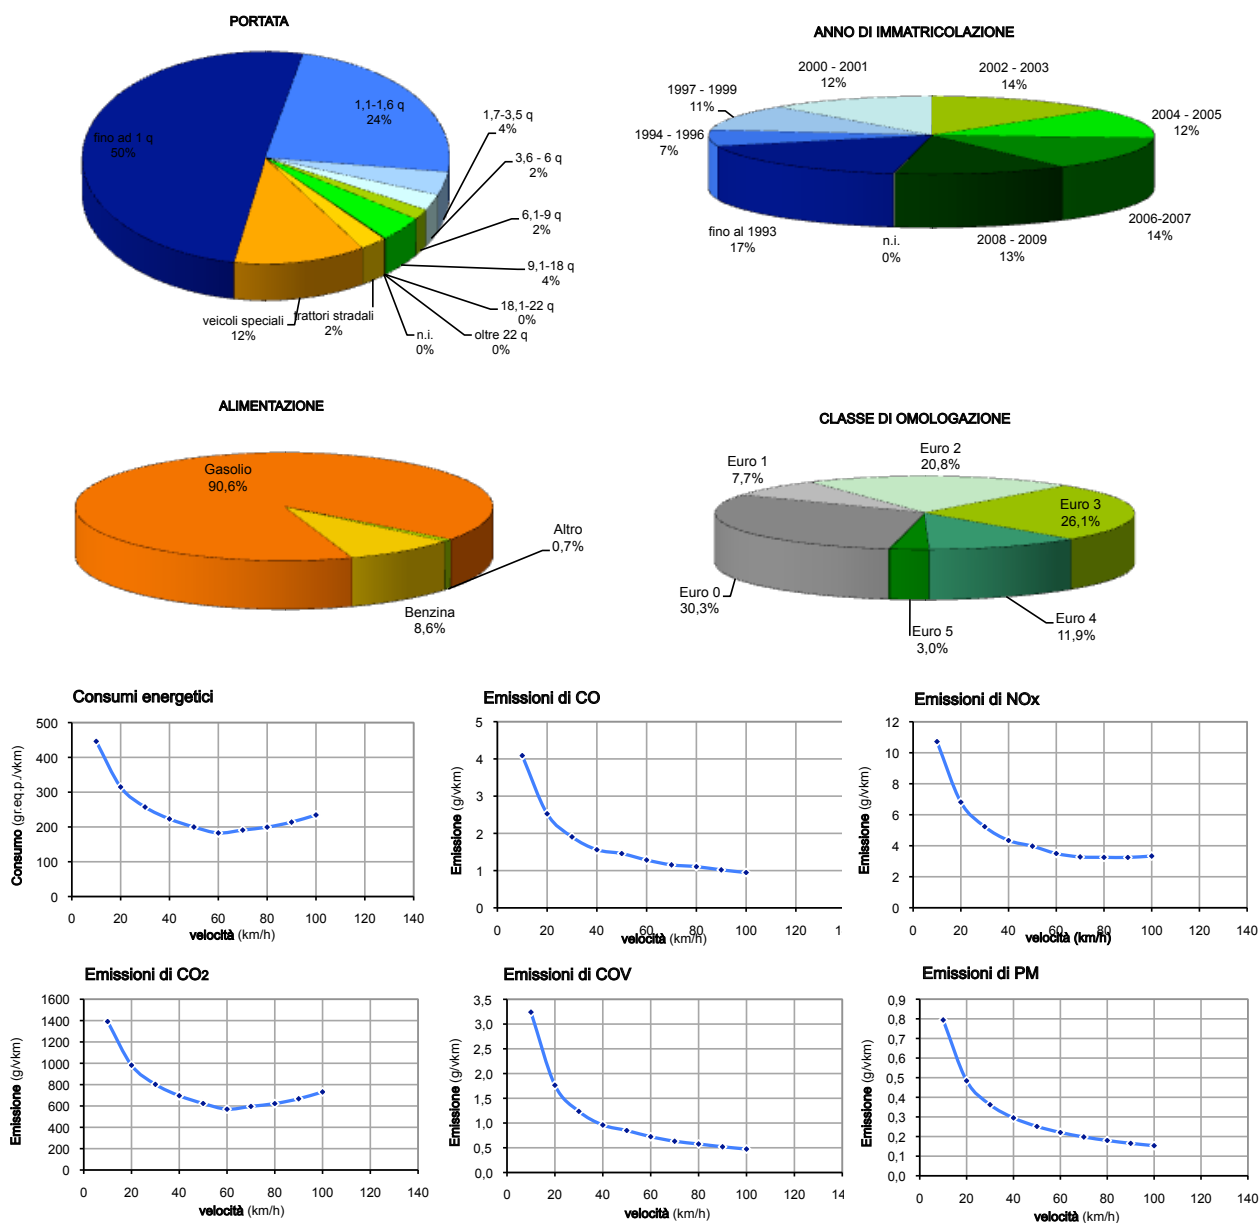 PORTATA
fino ad 1 q
50%
1,1-1,6 q
24%
1,7-3,5 q
4%
3,6 - 6 q
2%
6,1-9 q
2%
9,1-18 q
4%
18,1-22 q
0%
oltre 22 q
0%
n.i.
0%
trattori stradali
2%
veicoli speciali
12%
ANNO DI IMMATRICOLAZIONE
2000 - 2001
12%
2002 - 2003
14%
1997 - 1999
11%
2004 - 2005
12%
1994 - 1996
7%
2006-2007
14%
fino al 1993
17%
n.i.
0%
2008 - 2009
13%
ALIMENTAZIONE
Gasolio
90,6%
Altro
0,7%
Benzina
8,6%
CLASSE DI OMOLOGAZIONE
Euro 2
20,8%
Euro 1
7,7%
Euro 3
26,1%
Euro 0
30,3%
Euro 5
3,0%
Euro 4
11,9%
Consumi energetici
Consumo (gr.eq.p./vkm)
500
400
300
200
100
0
0 20 40 60 80 100 120 140
velocità (km/h)
Emissioni di CO
Emissione (g/vkm)
5
4
3
2
1
0
0 20 40 60 80 100 120 1
velocità (km/h)
Emissioni di NOx
Emissione (g/vkm)
12
10
8
6
4
2
0
0 20 40 60 80 100 120 140
velocità (km/h)
Emissioni di CO2
Emissione (g/vkm)
1600
1400
1200
1000
800
600
400
200
0
0 20 40 60 80 100 120 140
velocità (km/h)
Emissioni di COV
Emissione (g/vkm)
3,5
3,0
2,5
2,0
1,5
1,0
0,5
0,0
0 20 40 60 80 100 120 14
velocità (km/h)
Emissioni di PM
Emissione (g/vkm)
0,9
0,8
0,7
0,6
0,5
0,4
0,3
0,2
0,1
0,0
0 20 40 60 80 100 120 140
velocità (km/h)